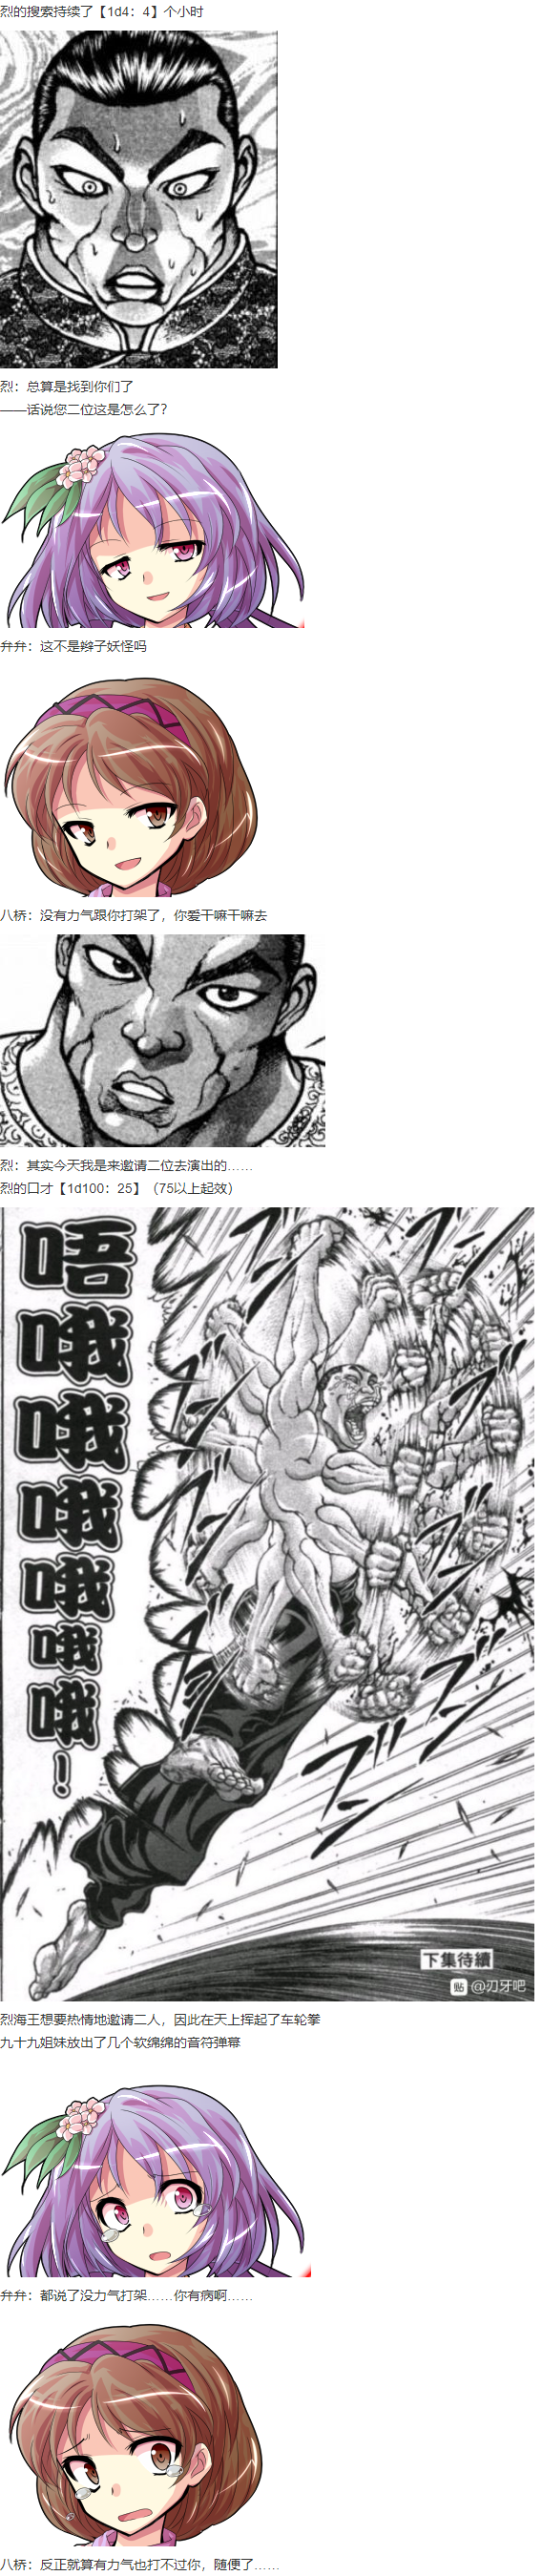 烈的搜索持续了【1d4：4】个小时
烈：总算是找到你们了
——话说您二位这是怎么了？
弁弁：这不是辫子妖怪吗
八桥：没有力气跟你打架了，你爱干嘛干嘛去
烈：其实今天我是来邀请二位去演出的……
烈的口才【1d100：25】（75以上起效）
唔哦哦哦哦哦哦！
ブブッ
下集待續
贴 @刃牙吧
烈海王想要热情地邀请二人，因此在天上挥起了车轮拳
九十九姐妹放出了几个软绵绵的音符弹幕
弁弁：都说了没力气打架……你有病啊……
八桥：反正就算有力气也打不过你，随便了……